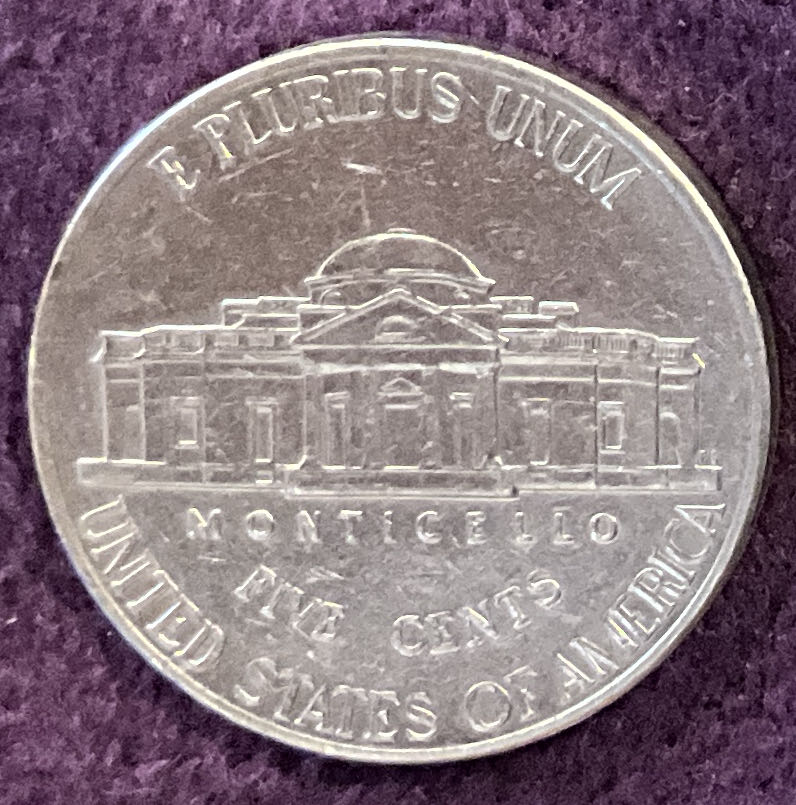 E PLURIBUS UNUM
MONTICELLO
FIVE CENTS
UNITED STATES OF AMERICA